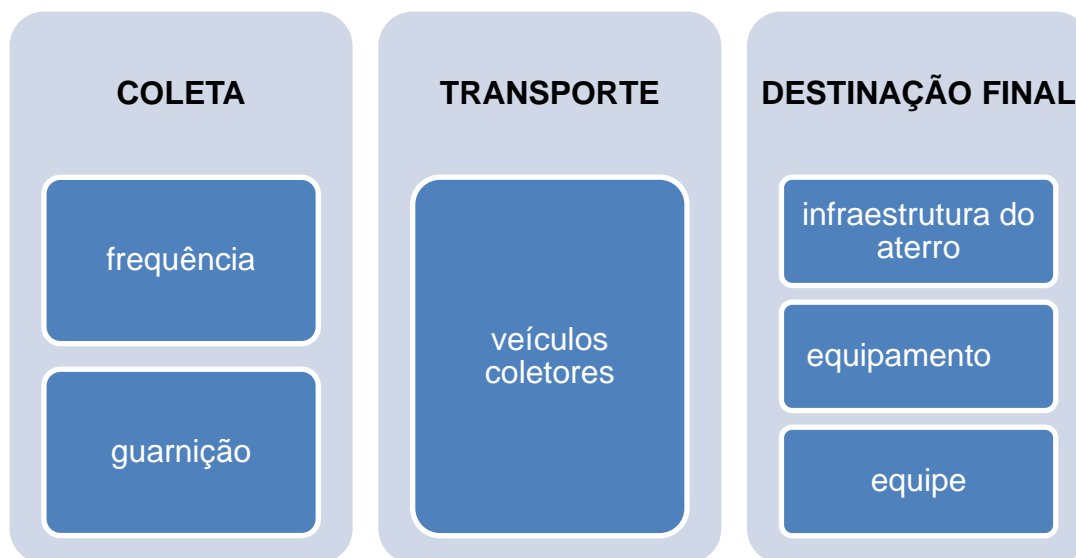 COLETA
frequência
guarnição
TRANSPORTE
veículos
coletores
DESTINAÇÃO FINAL
infraestrutura do
aterro
equipamento
equipe